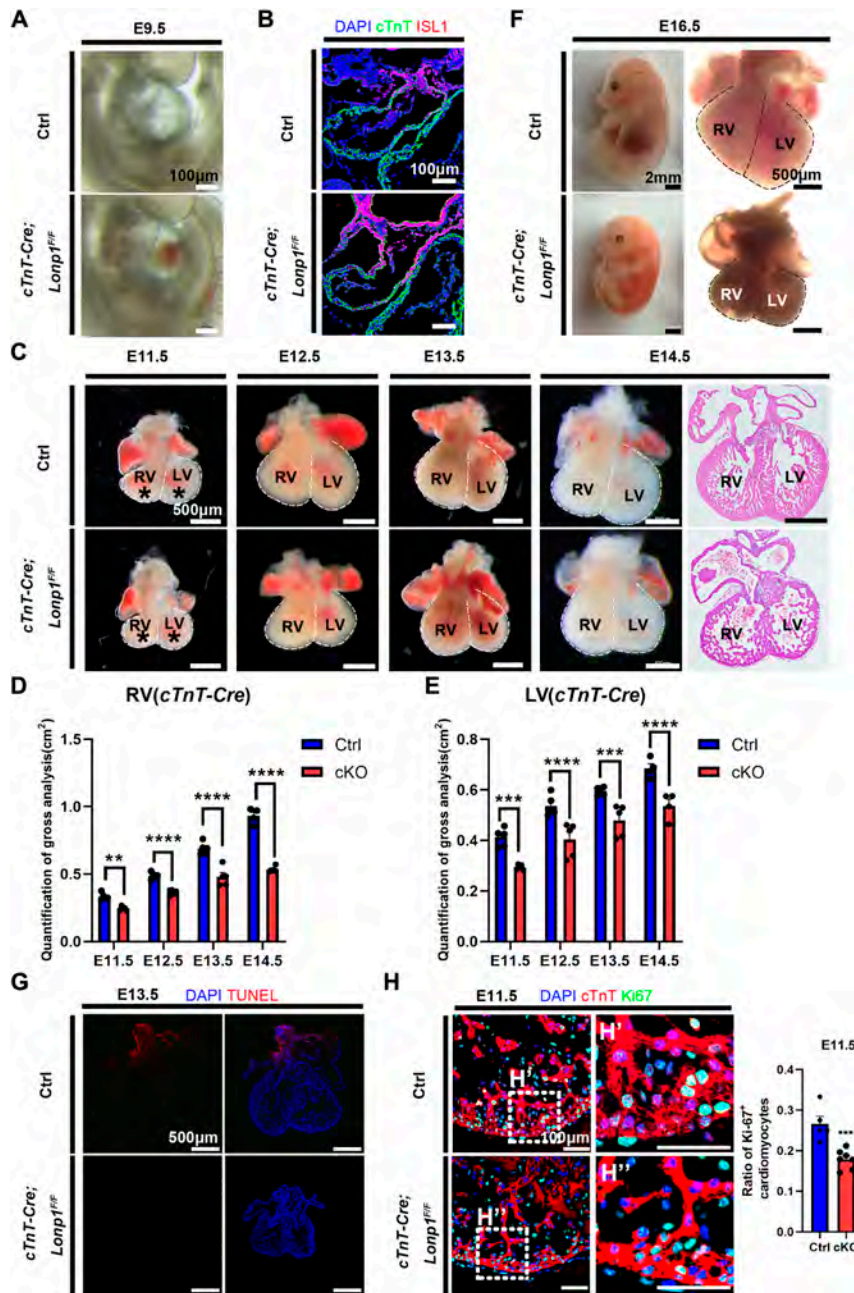 A
E9.5
Ctrl
100μm
cTnT-Cre;
Lonp1F/F
B
DAPI cTnT ISL1
Ctrl
100μm
cTnT-Cre;
Lonp1F/F
F
E16.5
Ctrl
2mm
RV
LV
500μm
cTnT-Cre;
Lonp1F/F
RV
LV
C
E11.5
E12.5
E13.5
E14.5
Ctrl
RV
LV
* *
500μm
RV
LV
RV
LV
RV
LV
RV
LV
cTnT-Cre;
Lonp1F/F
RV
LV
* *
RV
LV
RV
LV
RV
LV
RV
LV
D
RV(cTnT-Cre)
Quantification of gross analysis(cm2)
1.5
1.0
0.5
0.0
**
****
****
****
Ctrl
cKO
E11.5
E12.5
E13.5
E14.5
E
LV(cTnT-Cre)
Quantification of gross analysis(cm2)
0.8
0.6
0.4
0.2
0.0
***
****
***
****
Ctrl
cKO
E11.5
E12.5
E13.5
E14.5
G
E13.5
DAPI TUNEL
Ctrl
500μm
cTnT-Cre;
Lonp1F/F
H
E11.5
DAPI cTnT Ki67
Ctrl
H'
100μm
H'
cTnT-Cre;
Lonp1F/F
H''
H''
E11.5
Ratio of Ki-67+
cardiomyocytes
0.4
0.3
0.2
0.1
0.0
Ctrl